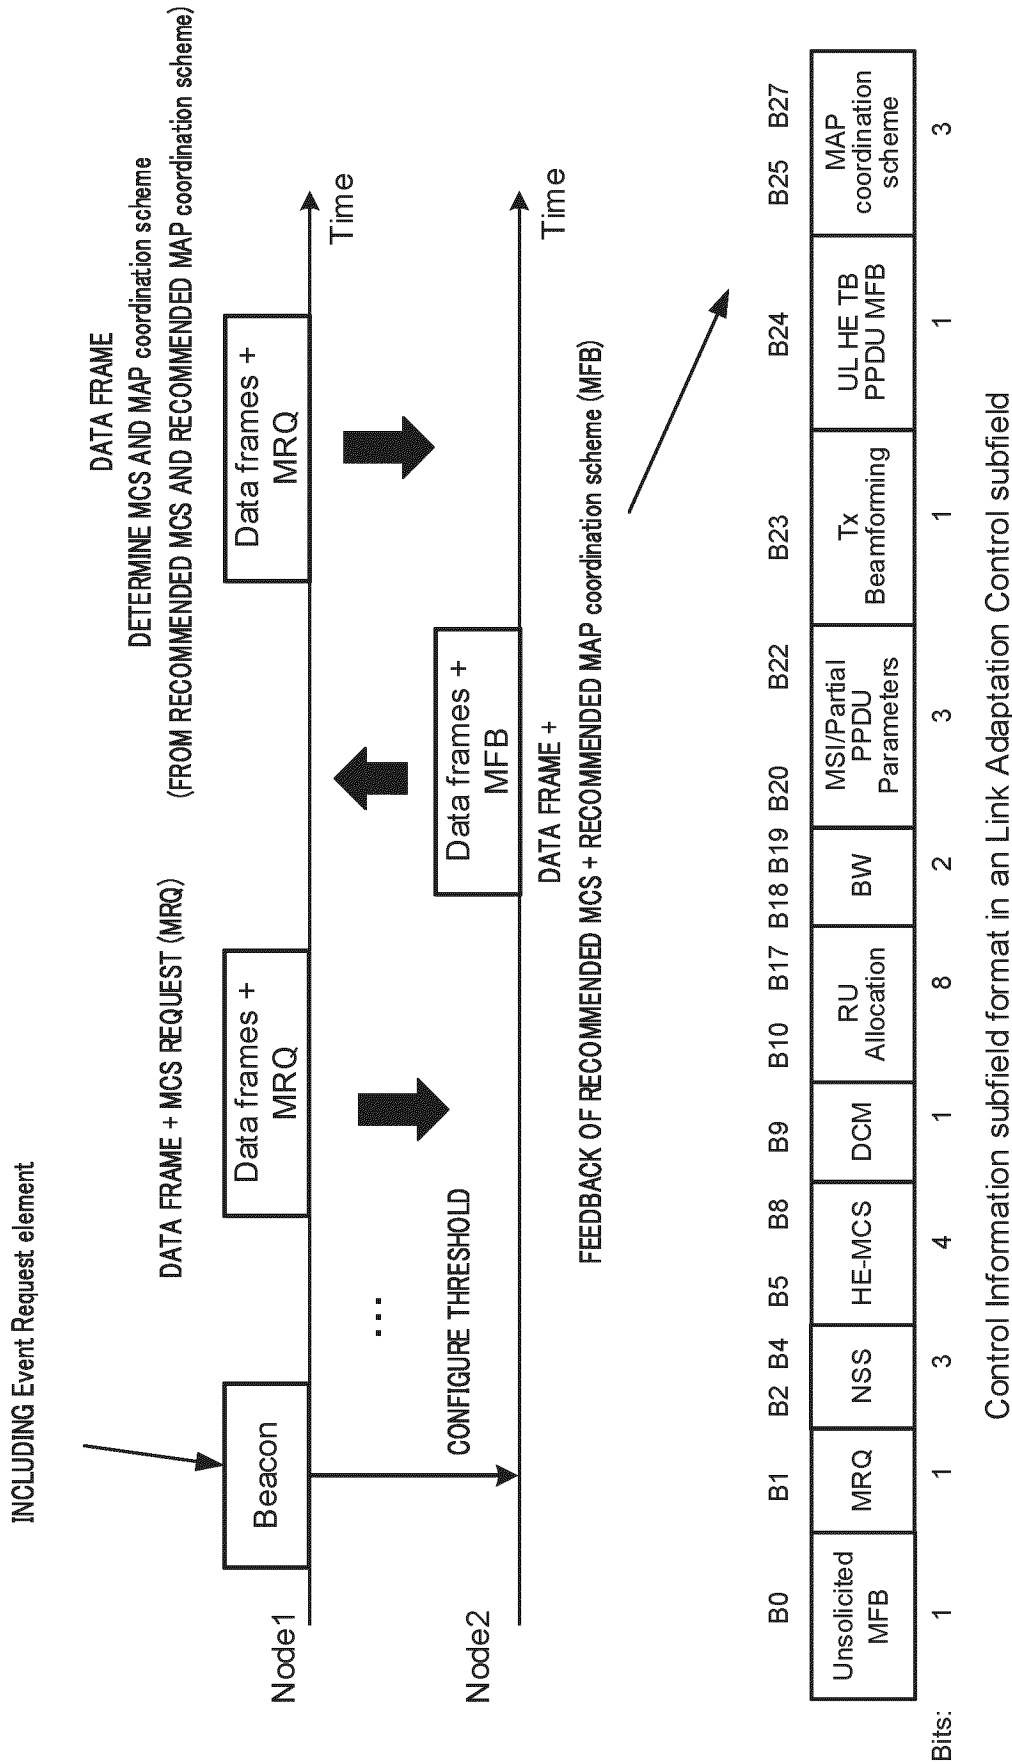 INCLUDING Event Request element
DATA FRAME + MCS REQUEST (MRQ)
DATA FRAME
DETERMINE MCS AND MAP coordination scheme
(FROM RECOMMENDED MCS AND RECOMMENDED MAP coordination scheme)
Node1
Beacon
Data frames +
MRQ
Data frames +
MRQ
Time
CONFIGURE THRESHOLD
...
Node2
Data frames +
MFB
Time
DATA FRAME +
FEEDBACK OF RECOMMENDED MCS + RECOMMENDED MAP coordination scheme (MFB)
B0
B1
B2 B4
B5 B8
B9
B10 B17
B18 B19
B20 B22
B23
B24
B25 B27
Unsolicited
MFB
MRQ
NSS
HE-MCS
DCM
RU
Allocation
BW
MSI/Partial
PPDU
Parameters
Tx
Beamforming
UL HE TB
PPDU MFB
MAP
coordination
scheme
Bits: 1 1 3 4 1 8 2 3 1 1 3
Control Information subfield format in an Link Adaptation Control subfield